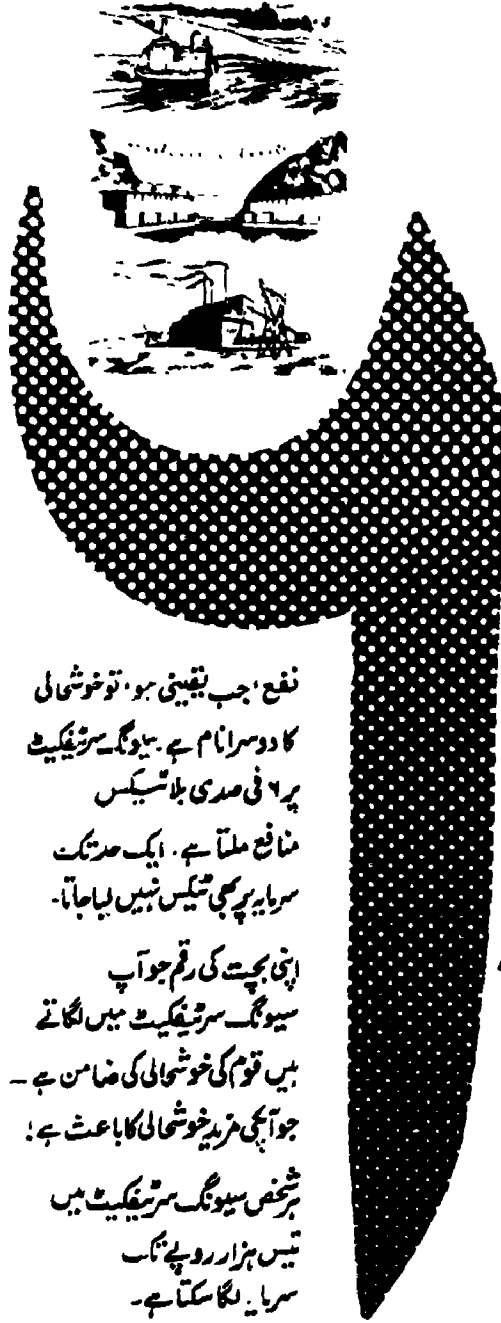 نفع، جب یقینی ہو، تو خوشحالی
کا دوسرا نام ہے۔ سیونگ سرٹیفکیٹ
پر ۶ فی صدی بلا ٹیکس
منافع ملتا ہے۔ ایک حد تک
سرمایہ پر بھی ٹیکس نہیں لیا جاتا۔
اپنی بچت کی رقم جو آپ
سیونگ سرٹیفکیٹ میں لگاتے
ہیں قوم کی خوشحالی کی ضامن ہے۔
جو آپکی مزید خوشحالی کا باعث ہے!
ہر شخص سیونگ سرٹیفکیٹ میں
تیس ہزار روپے تک
سرمایہ لگا سکتا ہے۔